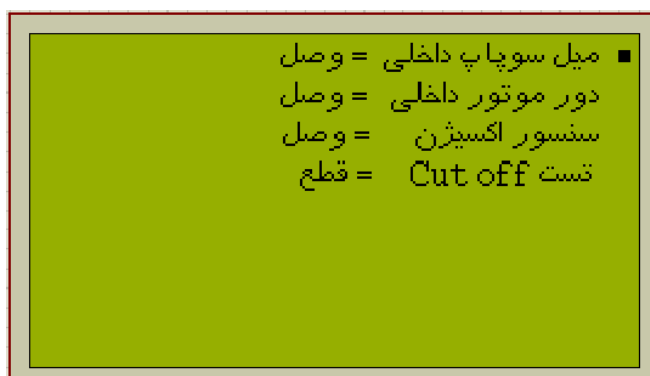 ■ میل سوپاپ داخلی = وصل
دور موتور داخلی = وصل
سنسور اکسیژن = وصل
تست Cut off = قطع